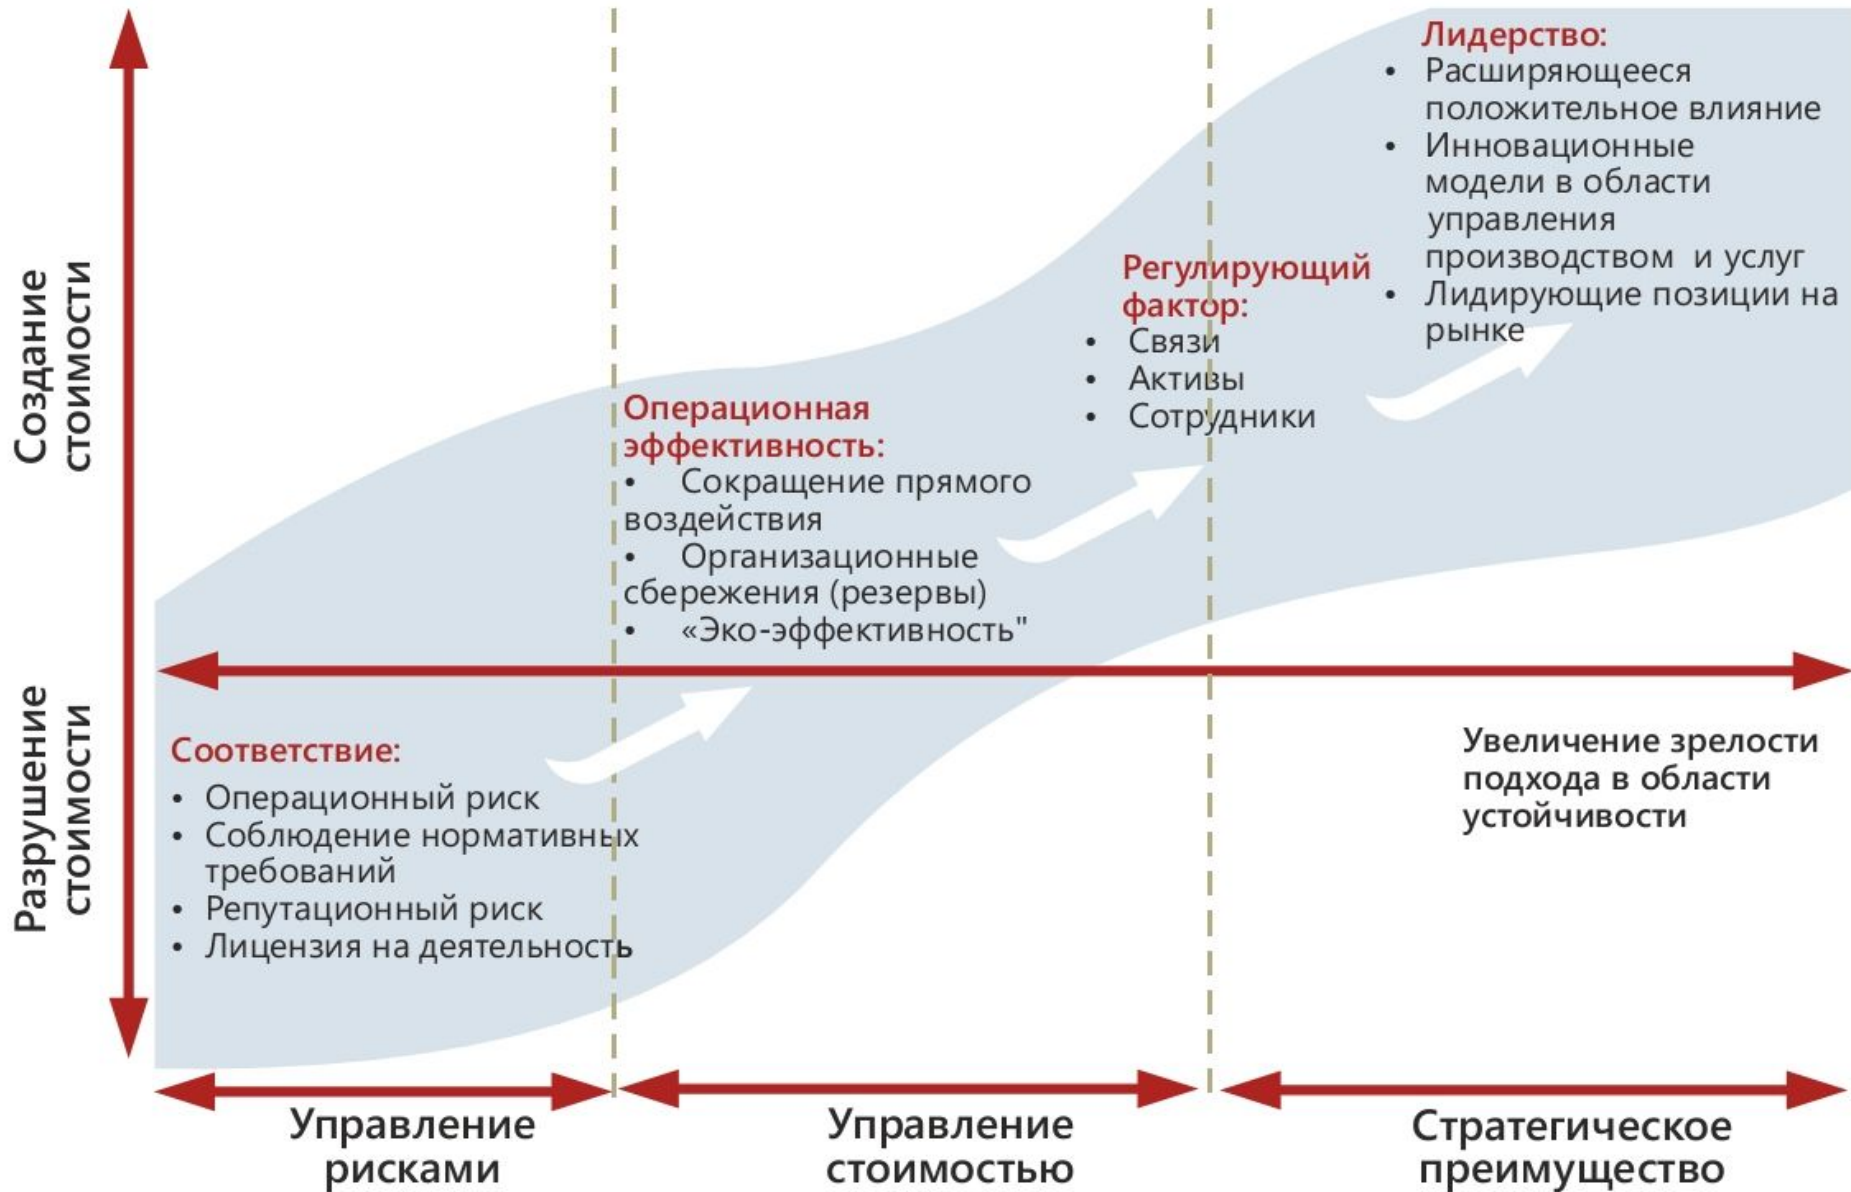 Лидерство:
• Расширяющееся
положительное влияние
• Инновационные
модели в области
управления
производством и услуг
• Лидирующие позиции на
рынке
Регулирующий
фактор:
• Связи
• Активы
• Сотрудники
Создание
стоимости
Операционная
эффективность:
• Сокращение прямого
воздействия
• Организационные
сбережения (резервы)
• «Эко-эффективность"
Разрушение
стоимости
Соответствие:
• Операционный риск
• Соблюдение нормативных
требований
• Репутационный риск
• Лицензия на деятельность
Увеличение зрелости
подхода в области
устойчивости
Управление
рисками
Управление
стоимостью
Стратегическое
преимущество